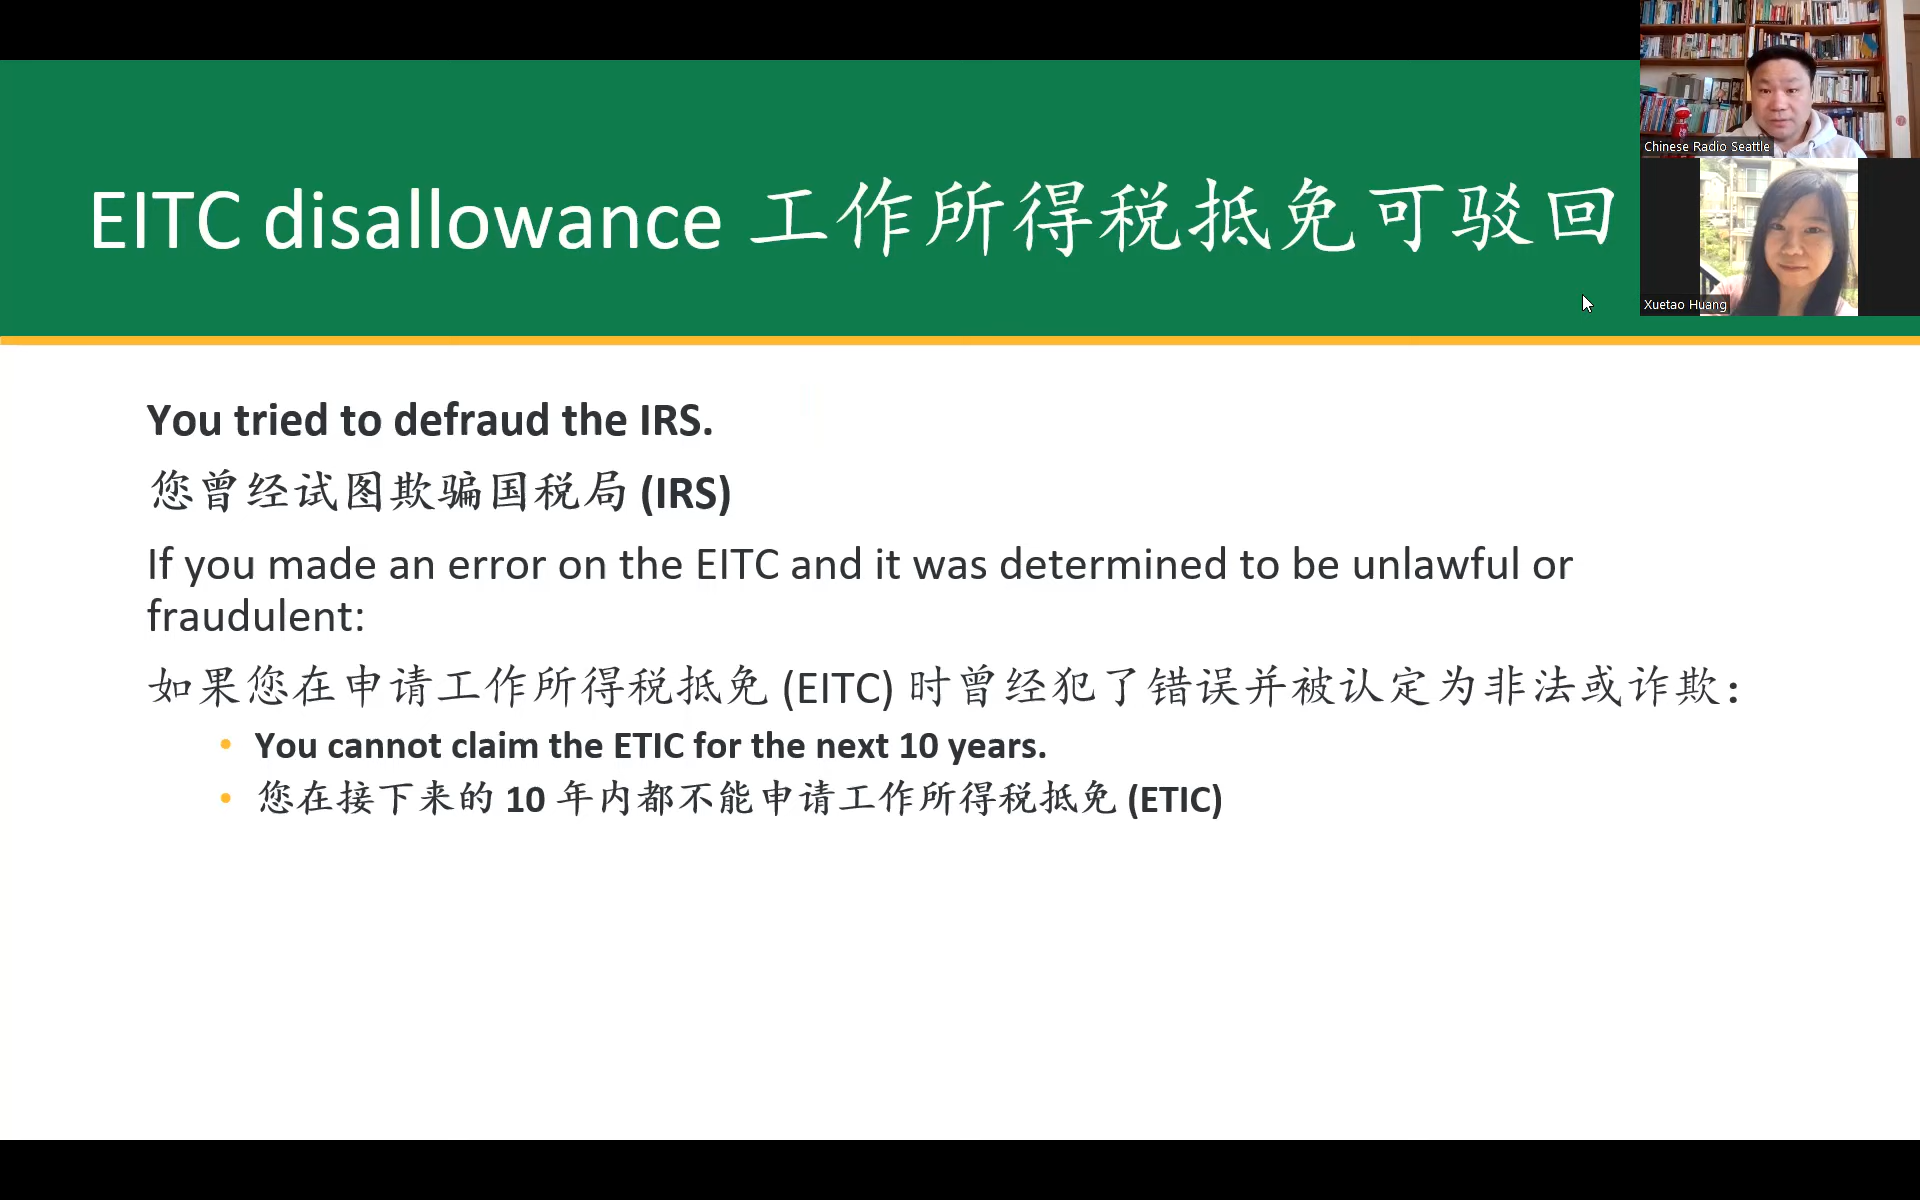 EITC disallowance 工作所得税抵免可驳回
Chinese Radio Seattle
Xuetao Huang
You tried to defraud the IRS.
您曾经试图欺骗国税局 (IRS)
If you made an error on the EITC and it was determined to be unlawful or
fraudulent:
如果您在申请工作所得税抵免 (EITC) 时曾经犯了错误并被认定为非法或诈欺：
• You cannot claim the ETIC for the next 10 years.
• 您在接下来的 10 年内都不能申请工作所得税抵免 (ETIC)